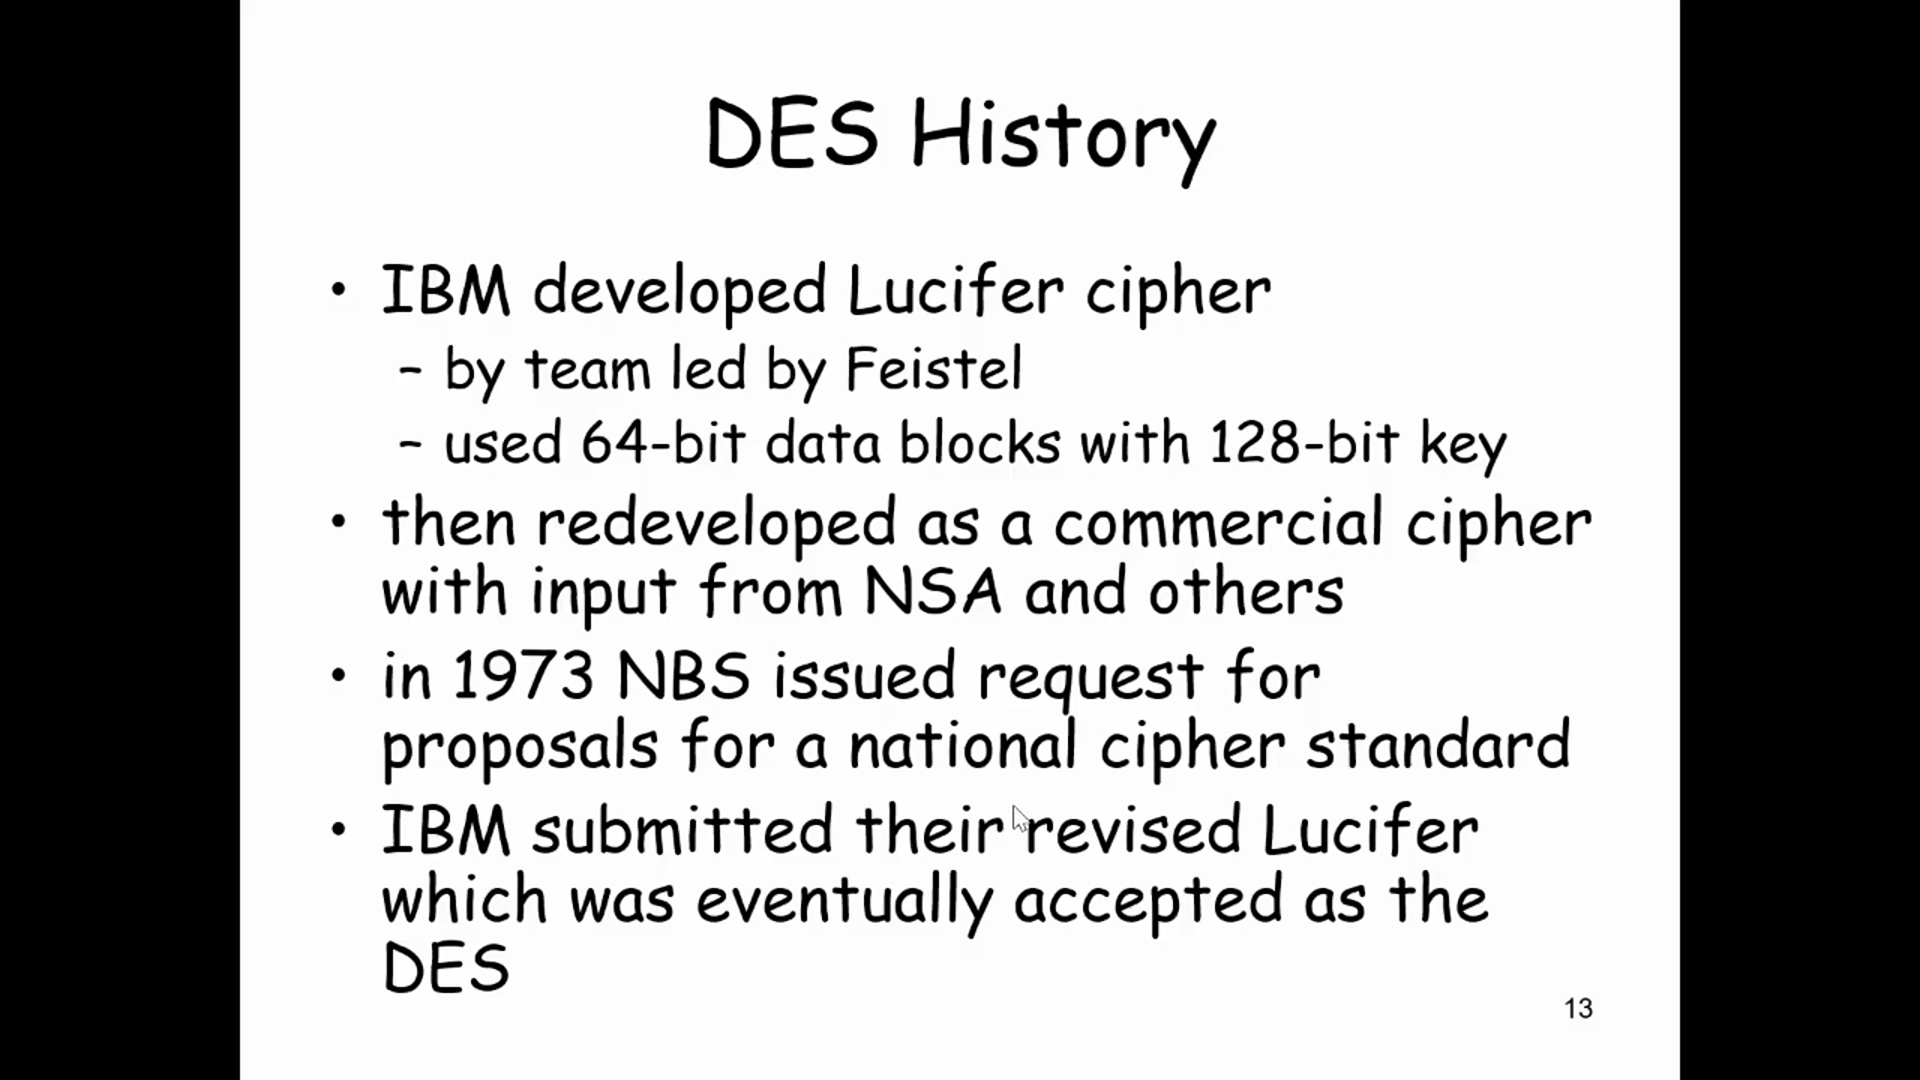 DES History
• IBM developed Lucifer cipher
– by team led by Feistel
– used 64-bit data blocks with 128-bit key
• then redeveloped as a commercial cipher
with input from NSA and others
• in 1973 NBS issued request for
proposals for a national cipher standard
• IBM submitted their revised Lucifer
which was eventually accepted as the
DES
13